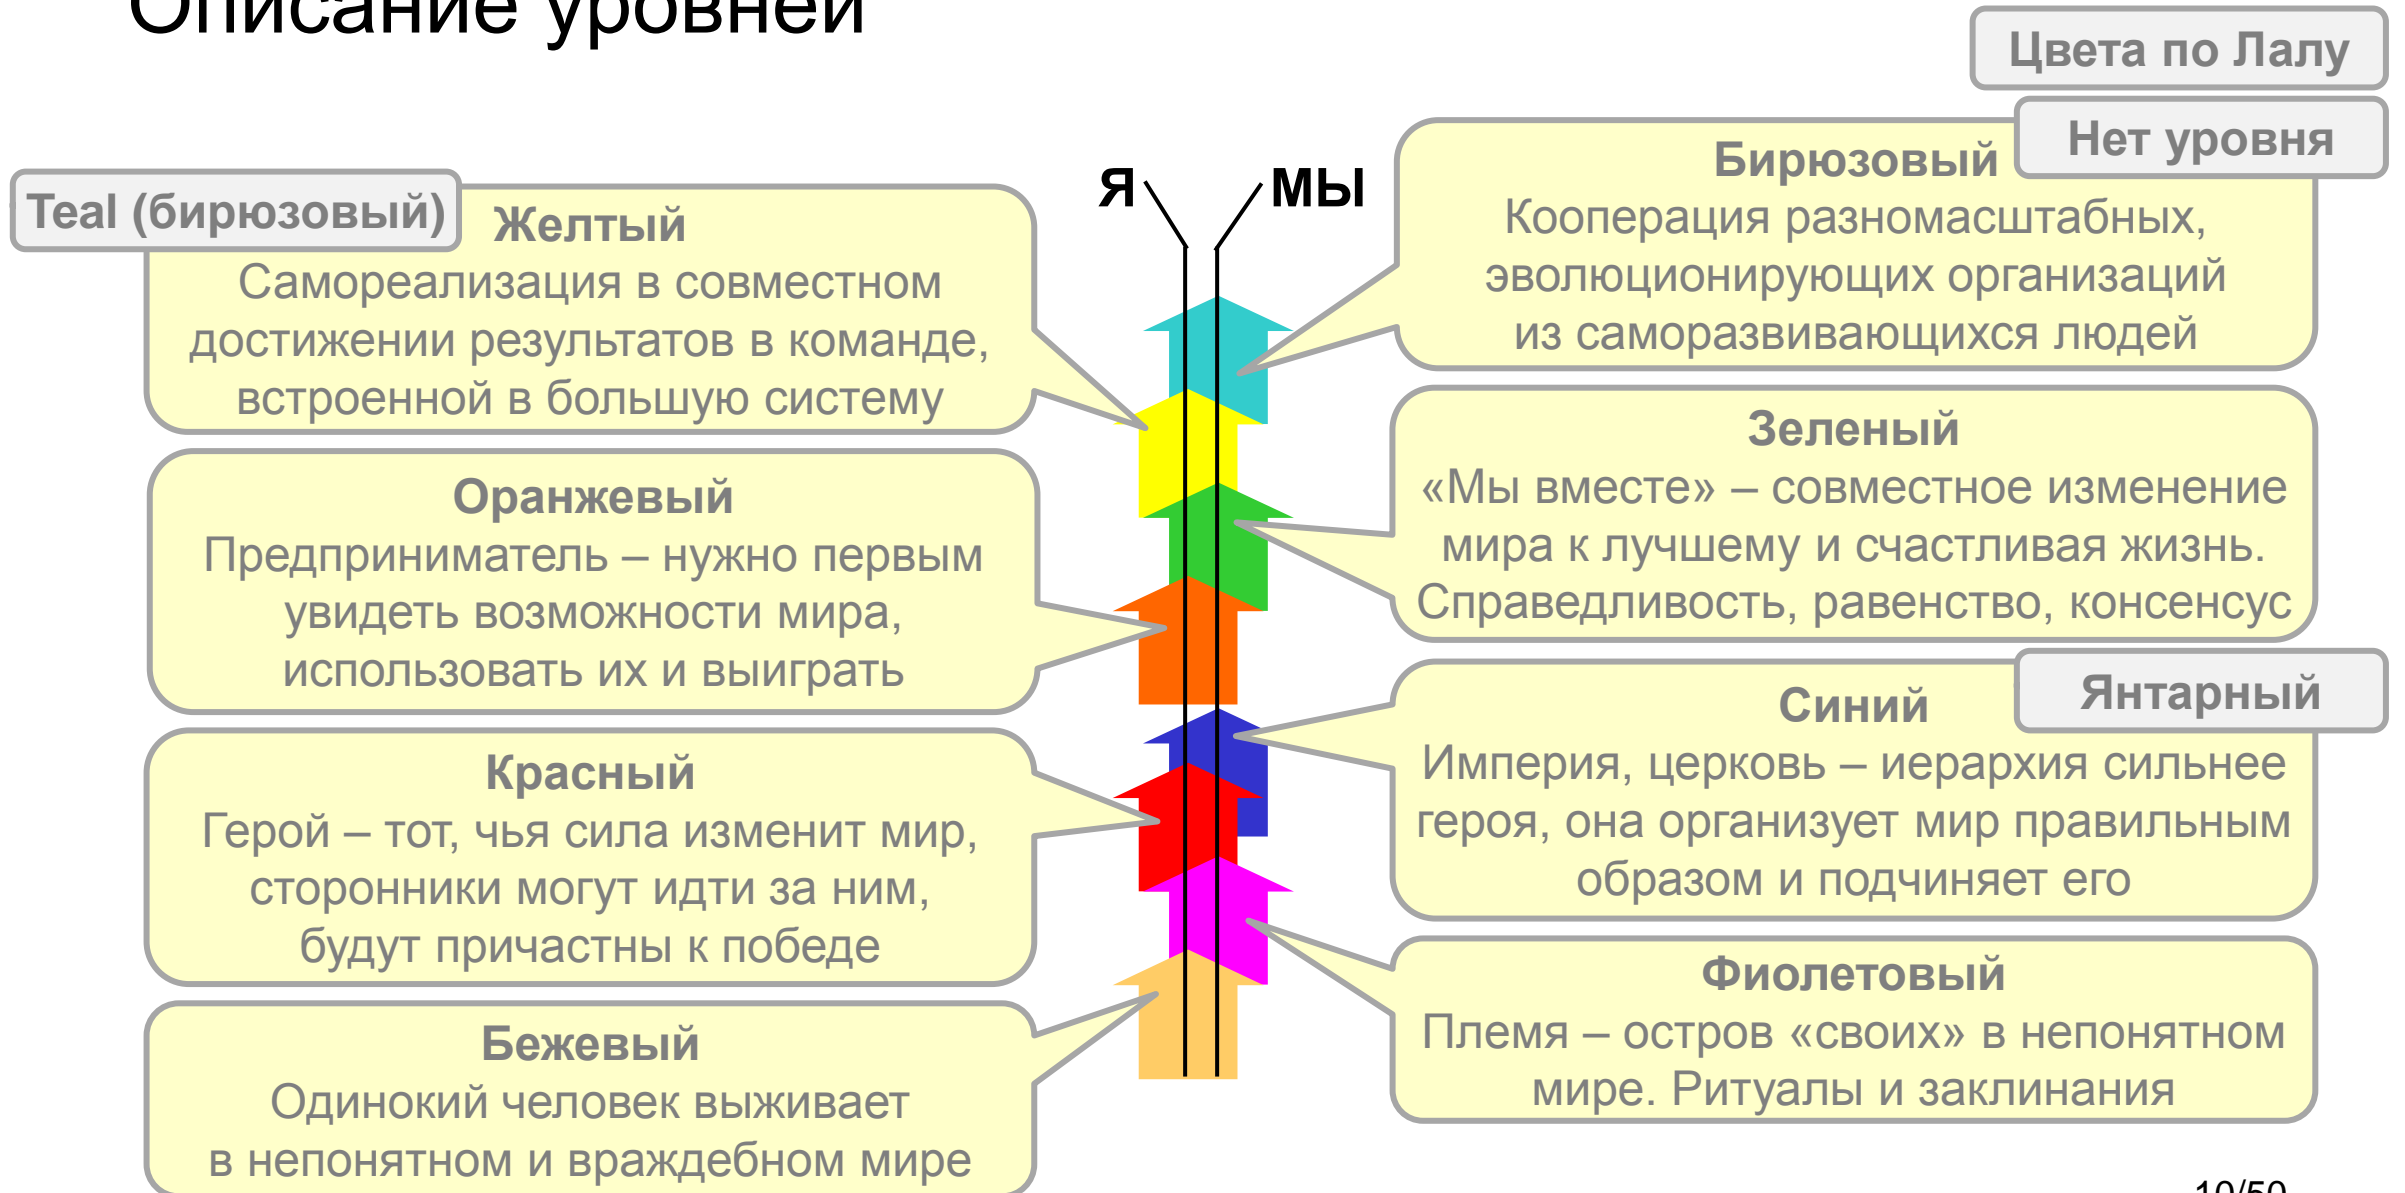 Описание уровней
Цвета по Лалу
Нет уровня
Teal (бирюзовый)
Я
МЫ
Желтый
Самореализация в совместном
достижении результатов в команде,
встроенной в большую систему
Бирюзовый
Кооперация разномасштабных,
эволюционирующих организаций
из саморазвивающихся людей
Оранжевый
Предприниматель – нужно первым
увидеть возможности мира,
использовать их и выиграть
Зеленый
«Мы вместе» – совместное изменение
мира к лучшему и счастливая жизнь.
Справедливость, равенство, консенсус
Красный
Герой – тот, чья сила изменит мир,
сторонники могут идти за ним,
будут причастны к победе
Янтарный
Синий
Империя, церковь – иерархия сильнее
героя, она организует мир правильным
образом и подчиняет его
Бежевый
Одинокий человек выживает
в непонятном и враждебном мире
Фиолетовый
Племя – остров «своих» в непонятном
мире. Ритуалы и заклинания
10/50